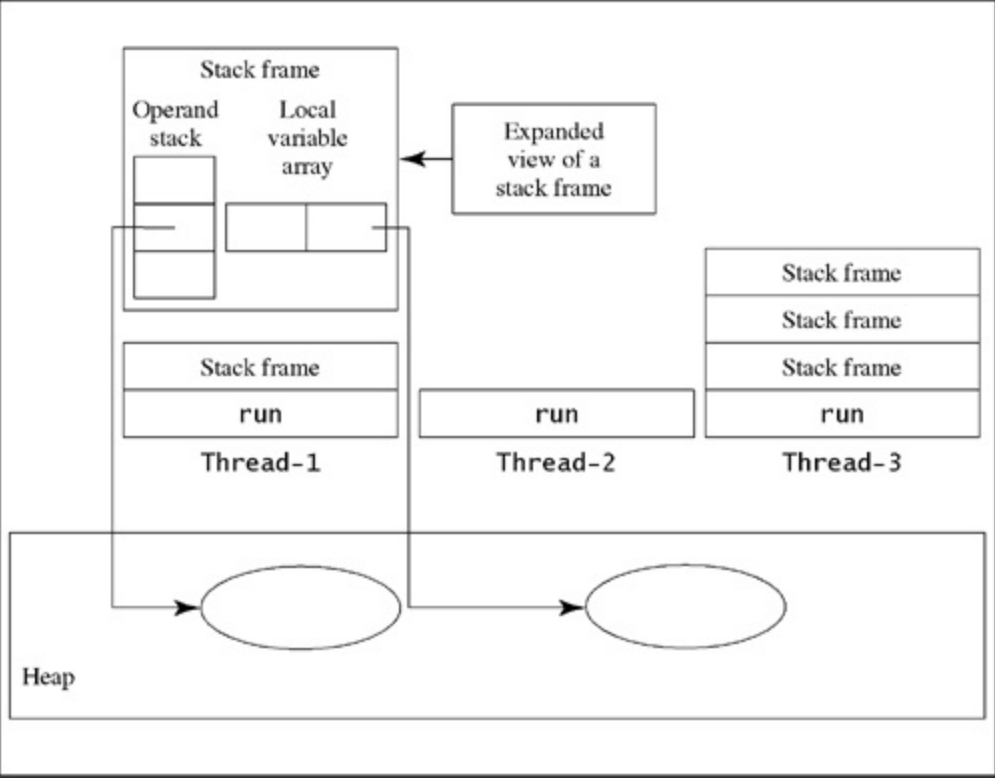 Stack frame
Operand
stack
Local
variable
array
Expanded
view of a
stack frame
Stack frame
Stack frame
Stack frame
Stack frame
run
run
run
Thread-1
Thread-2
Thread-3
Heap